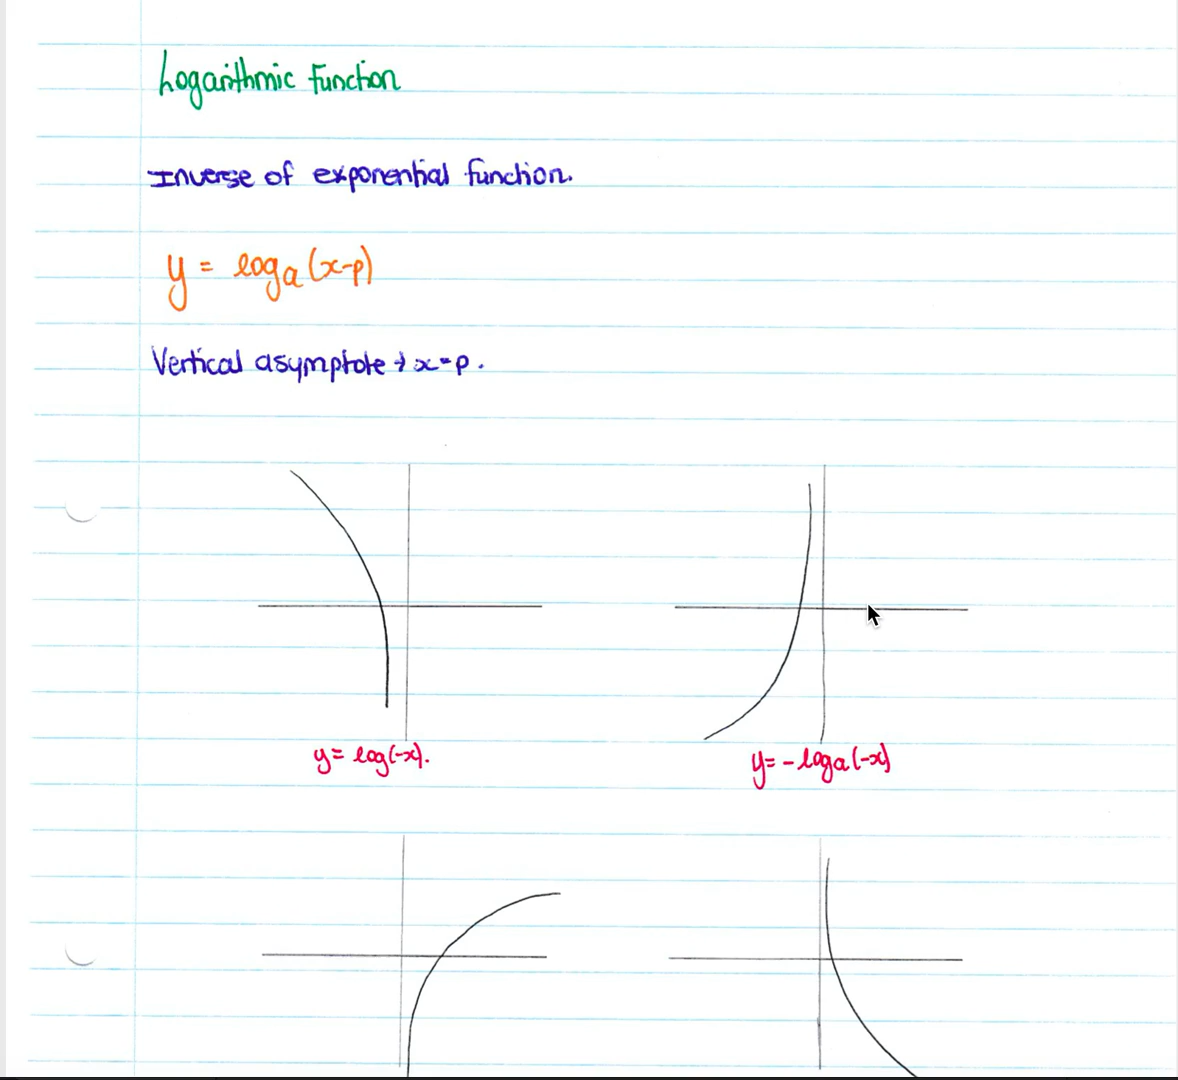 Logarithmic Function
Inverse of exponential function.
y = logₐ(x-p)
Vertical asymptote → x=p.
y= log(-x).
y= -logₐ(-x)